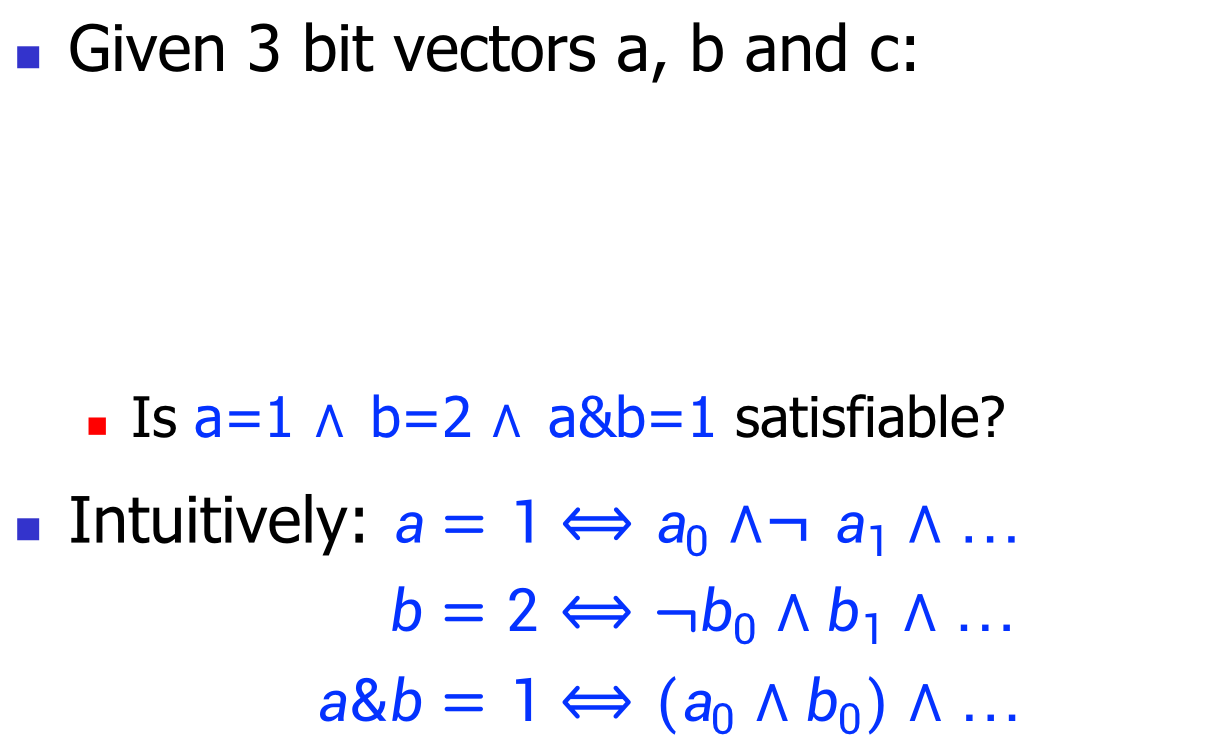 ▪ Given 3 bit vectors a, b and c:
▪ Is a=1 ∧ b=2 ∧ a&b=1 satisfiable?
▪ Intuitively: a = 1 ⟺ a₀ ∧¬ a₁ ∧ …
b = 2 ⟺ ¬b₀ ∧ b₁ ∧ …
a&b = 1 ⟺ (a₀ ∧ b₀) ∧ …